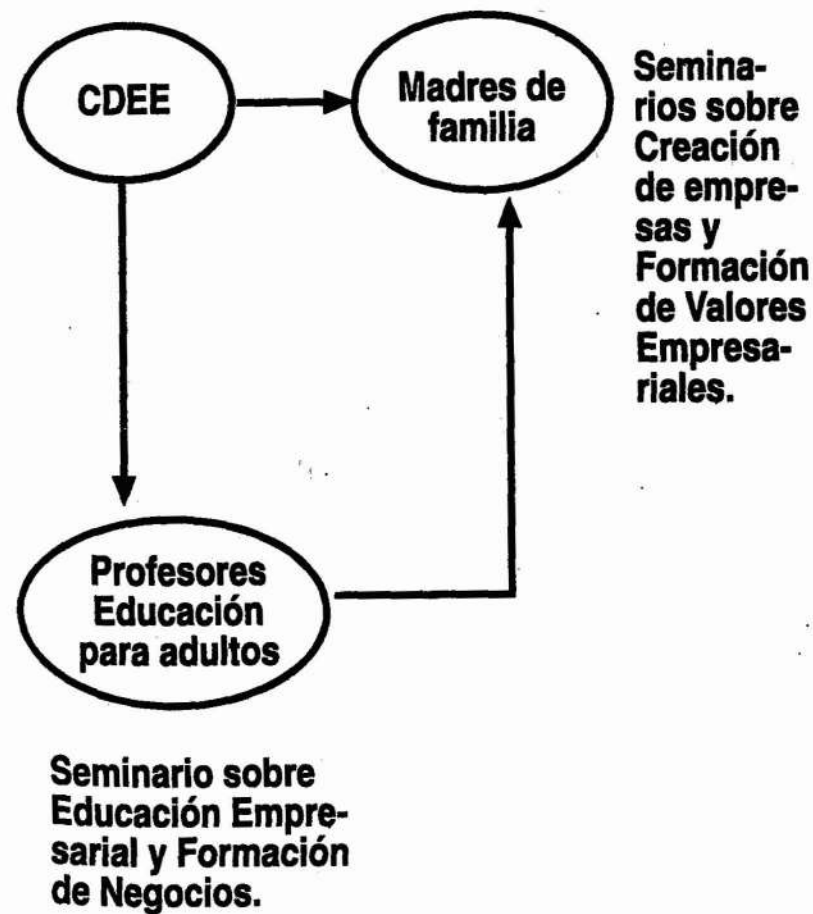 CDEE
Madres de
familia
Semina-
rios sobre
Creación
de empre-
sas y
Formación
de Valores
Empresa-
riales.
Profesores
Educación
para adultos
Seminario sobre
Educación Empre-
sarial y Formación
de Negocios.